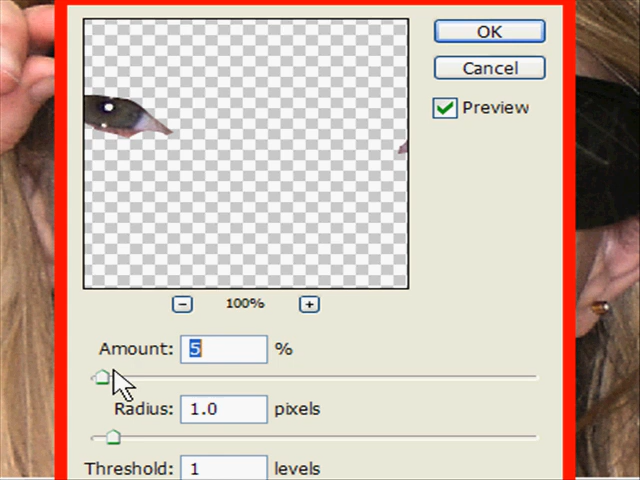 OK
Cancel
Preview
100%
Amount: 5 %
Radius: 1.0 pixels
Threshold: 1 levels